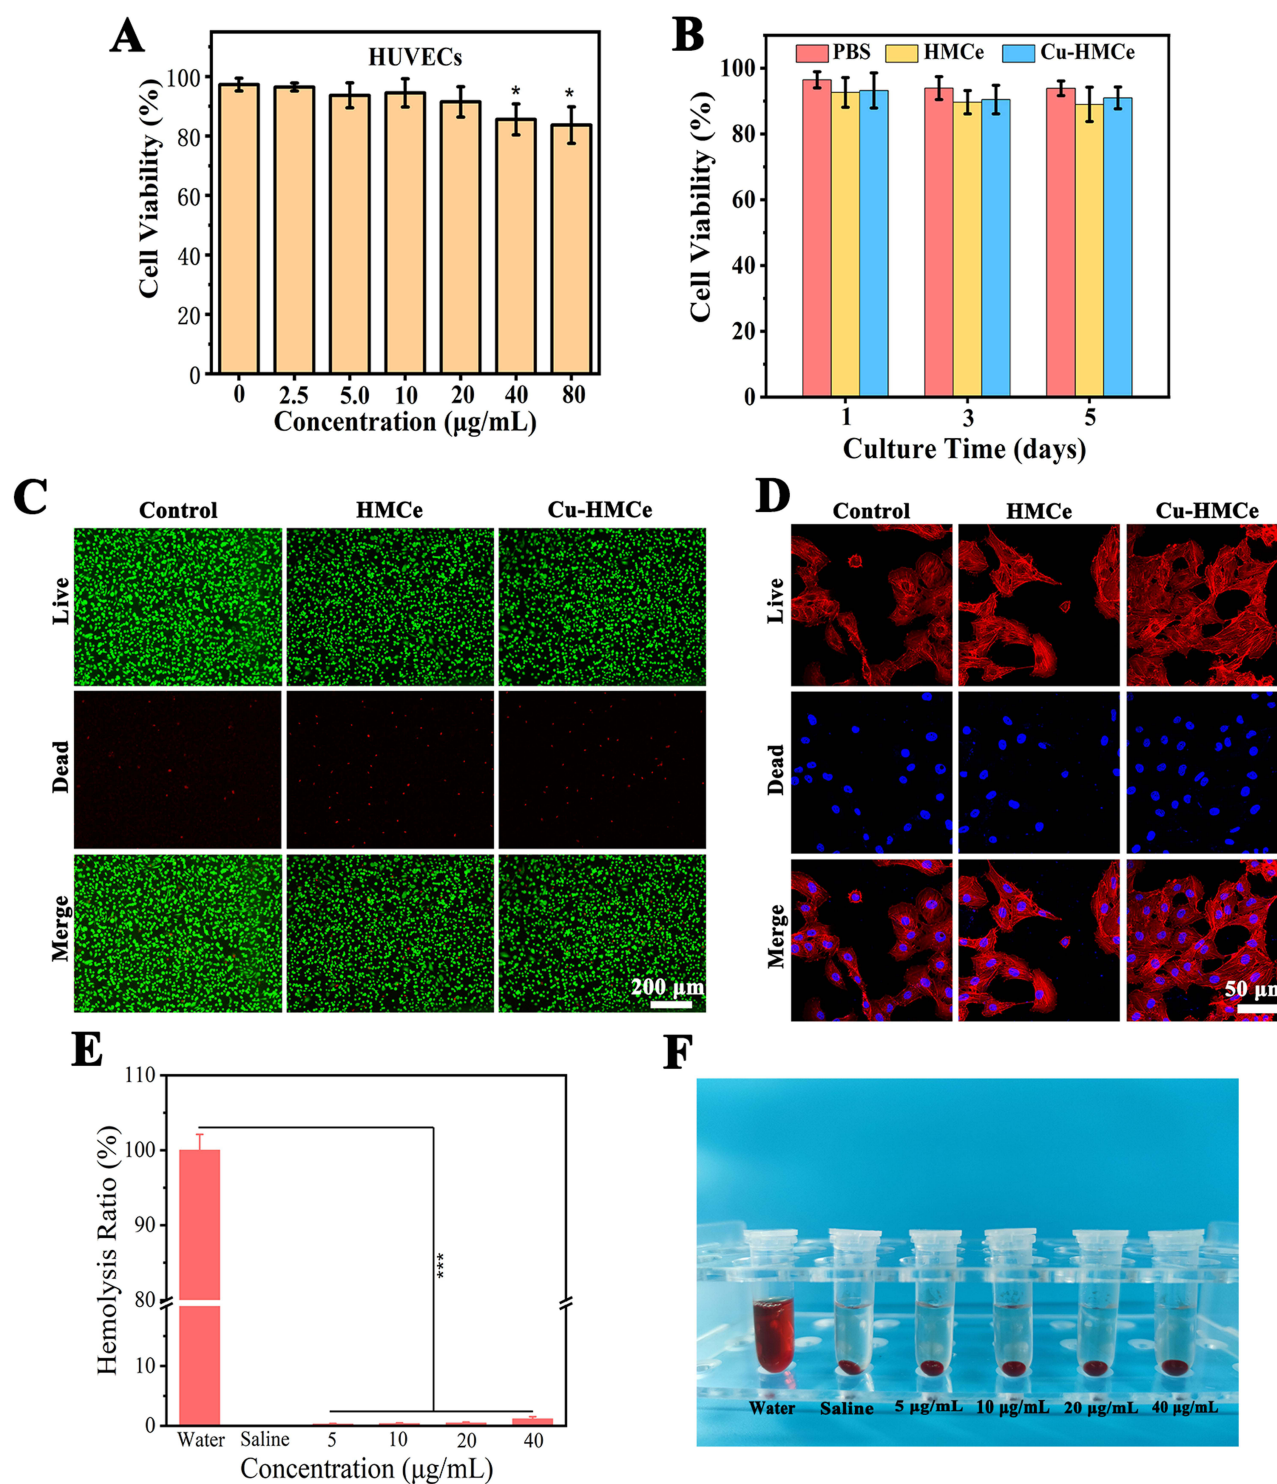 A
HUVECs
Cell Viability (%)
100
80
60
40
20
0
* *
0 2.5 5.0 10 20 40 80
Concentration (μg/mL)
B
PBS HMCe Cu-HMCe
Cell Viability (%)
100
80
60
40
20
0
1 3 5
Culture Time (days)
C
Control HMCe Cu-HMCe
Live
Dead
Merge
200 μm
D
Control HMCe Cu-HMCe
Live
Dead
Merge
50 μm
E
Hemolysis Ratio (%)
110
100
90
80
10
0
***
Water Saline 5 10 20 40
Concentration (μg/mL)
F
Water Saline 5 μg/mL 10 μg/mL 20 μg/mL 40 μg/mL